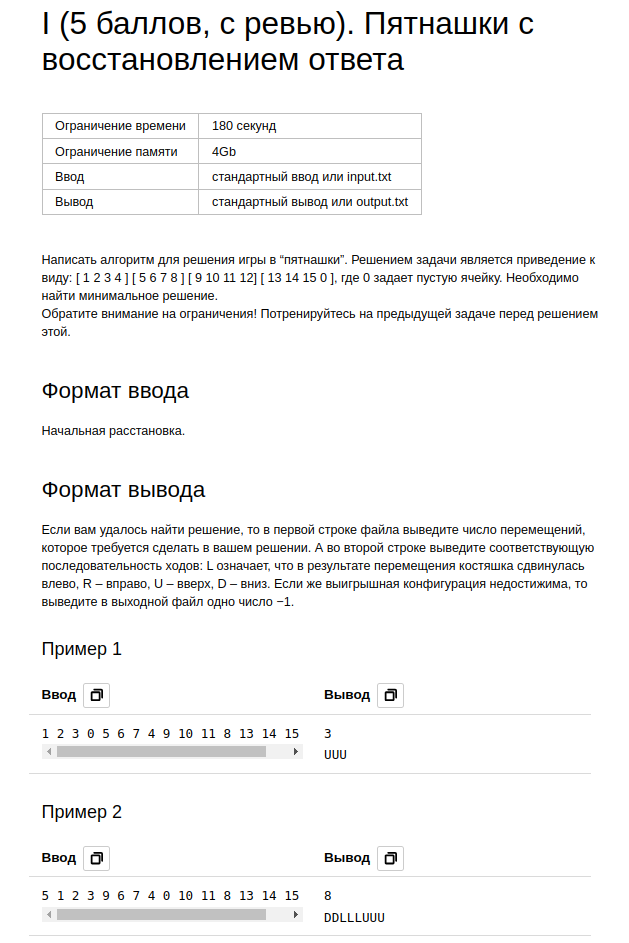 I (5 баллов, с ревью). Пятнашки с
восстановлением ответа
Ограничение времени 180 секунд
Ограничение памяти 4Gb
Ввод стандартный ввод или input.txt
Вывод стандартный вывод или output.txt
Написать алгоритм для решения игры в “пятнашки”. Решением задачи является приведение к
виду: [ 1 2 3 4 ] [ 5 6 7 8 ] [ 9 10 11 12] [ 13 14 15 0 ], где 0 задает пустую ячейку. Необходимо
найти минимальное решение.
Обратите внимание на ограничения! Потренируйтесь на предыдущей задаче перед решением
этой.
Формат ввода
Начальная расстановка.
Формат вывода
Если вам удалось найти решение, то в первой строке файла выведите число перемещений,
которое требуется сделать в вашем решении. А во второй строке выведите соответствующую
последовательность ходов: L означает, что в результате перемещения костяшка сдвинулась
влево, R – вправо, U – вверх, D – вниз. Если же выигрышная конфигурация недостижима, то
выведите в выходной файл одно число −1.
Пример 1
Ввод Вывод
1 2 3 0 5 6 7 4 9 10 11 8 13 14 15 3
UUU
Пример 2
Ввод Вывод
5 1 2 3 9 6 7 4 0 10 11 8 13 14 15 8
DDLLLUUU